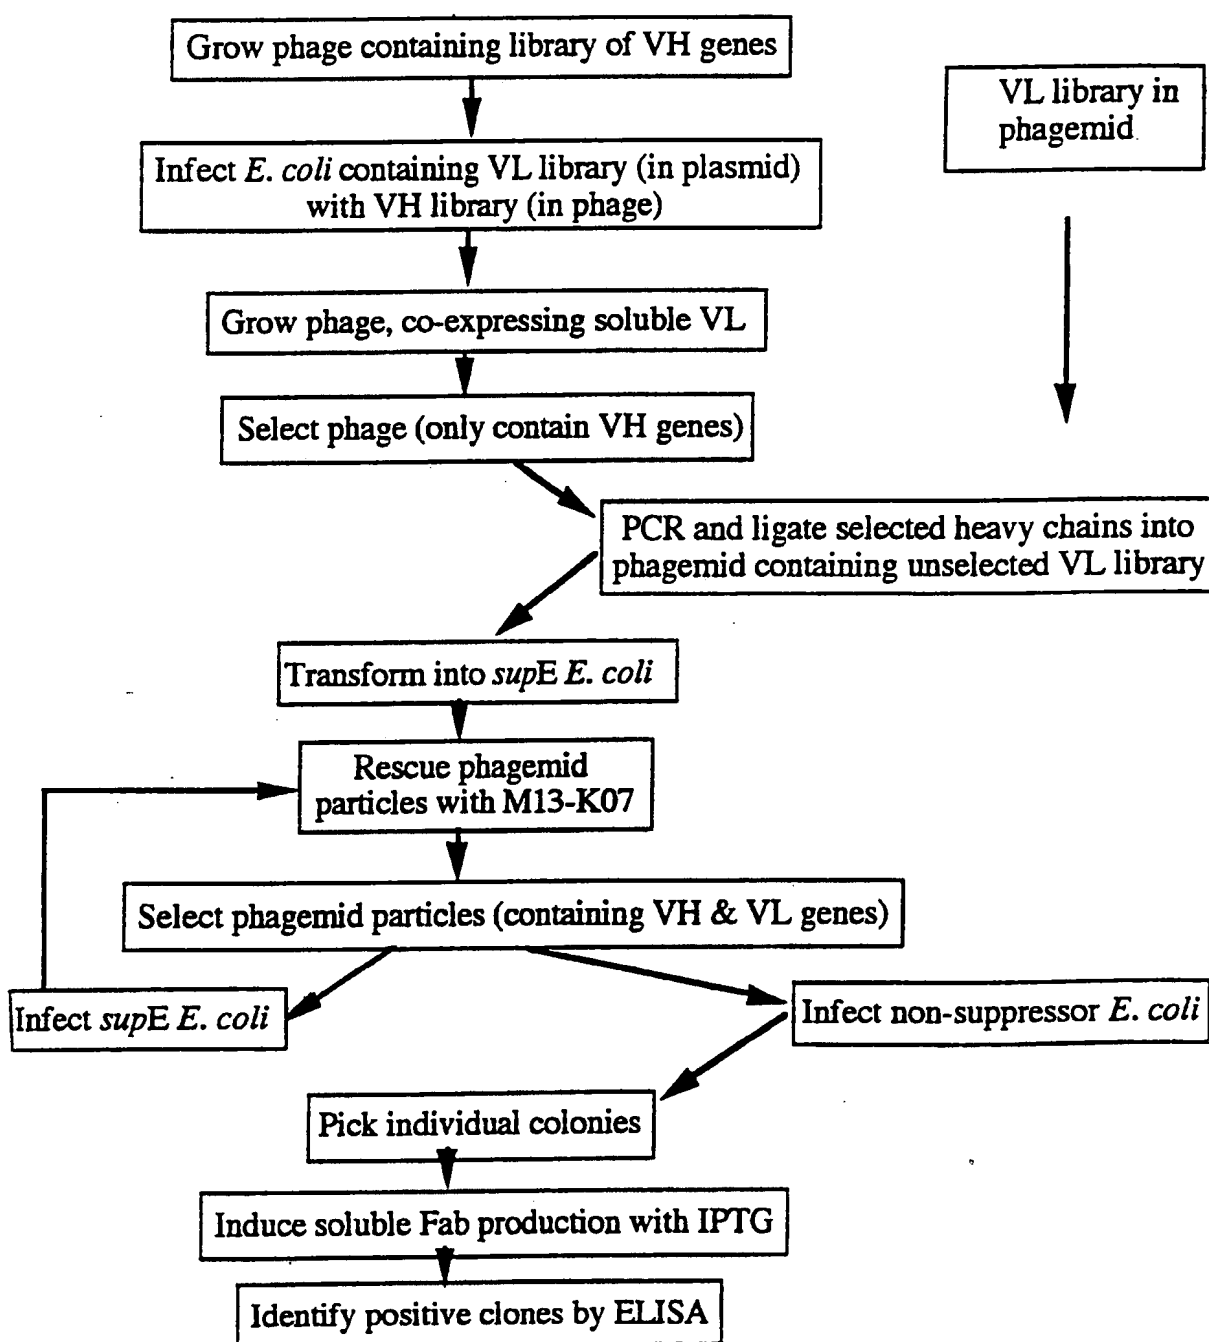 Grow phage containing library of VH genes
VL library in
phagemid
Infect E. coli containing VL library (in plasmid)
with VH library (in phage)
Grow phage, co-expressing soluble VL
Select phage (only contain VH genes)
PCR and ligate selected heavy chains into
phagemid containing unselected VL library
Transform into supE E. coli
Rescue phagemid
particles with M13-K07
Select phagemid particles (containing VH & VL genes)
Infect supE E. coli
Infect non-suppressor E. coli
Pick individual colonies
Induce soluble Fab production with IPTG
Identify positive clones by ELISA